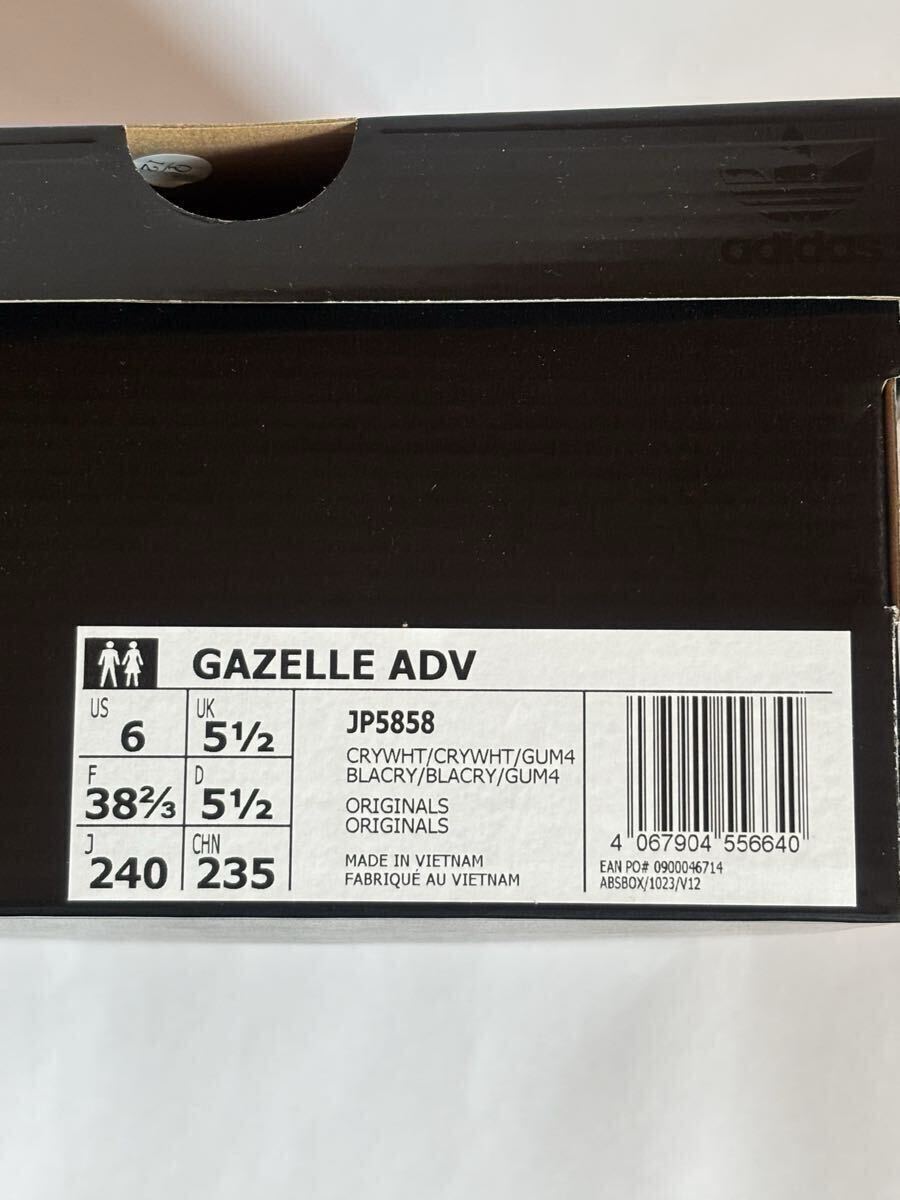 adidas
GAZELLE ADV
US
6
UK
5½
F
38⅔
D
5½
J
240
CHN
235
JP5858
CRYWHT/CRYWHT/GUM4
BLACRY/BLACRY/GUM4
ORIGINALS
ORIGINALS
MADE IN VIETNAM
FABRIQUÉ AU VIETNAM
4 067904 556640
EAN PO# 0900046714
ABSBOX/1023/V12